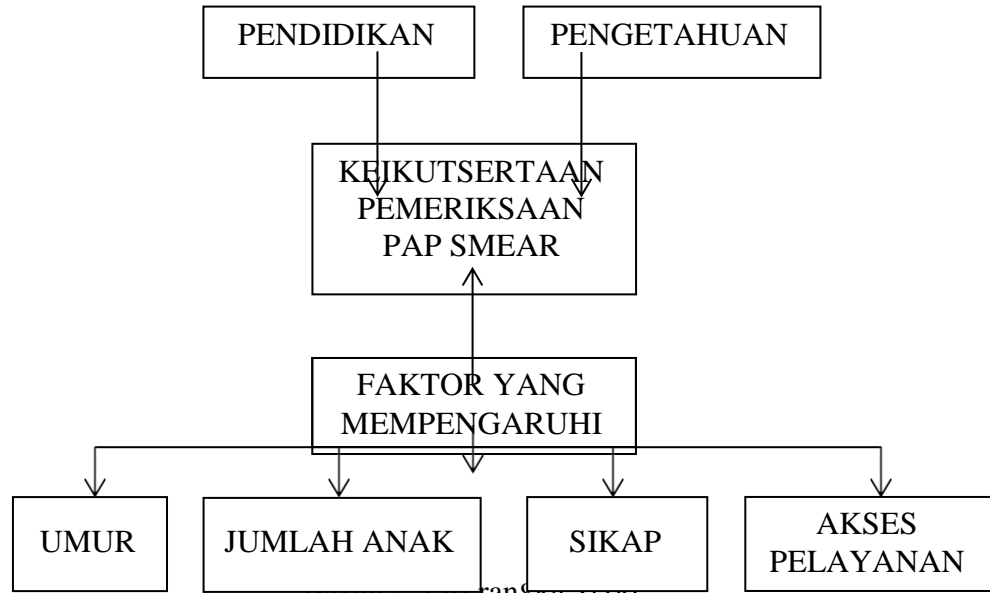 PENDIDIKAN
PENGETAHUAN
KEIKUTSERTAAN
PEMERIKSAAN
PAP SMEAR
FAKTOR YANG
MEMPENGARUHI
UMUR
JUMLAH ANAK
SIKAP
AKSES
PELAYANAN